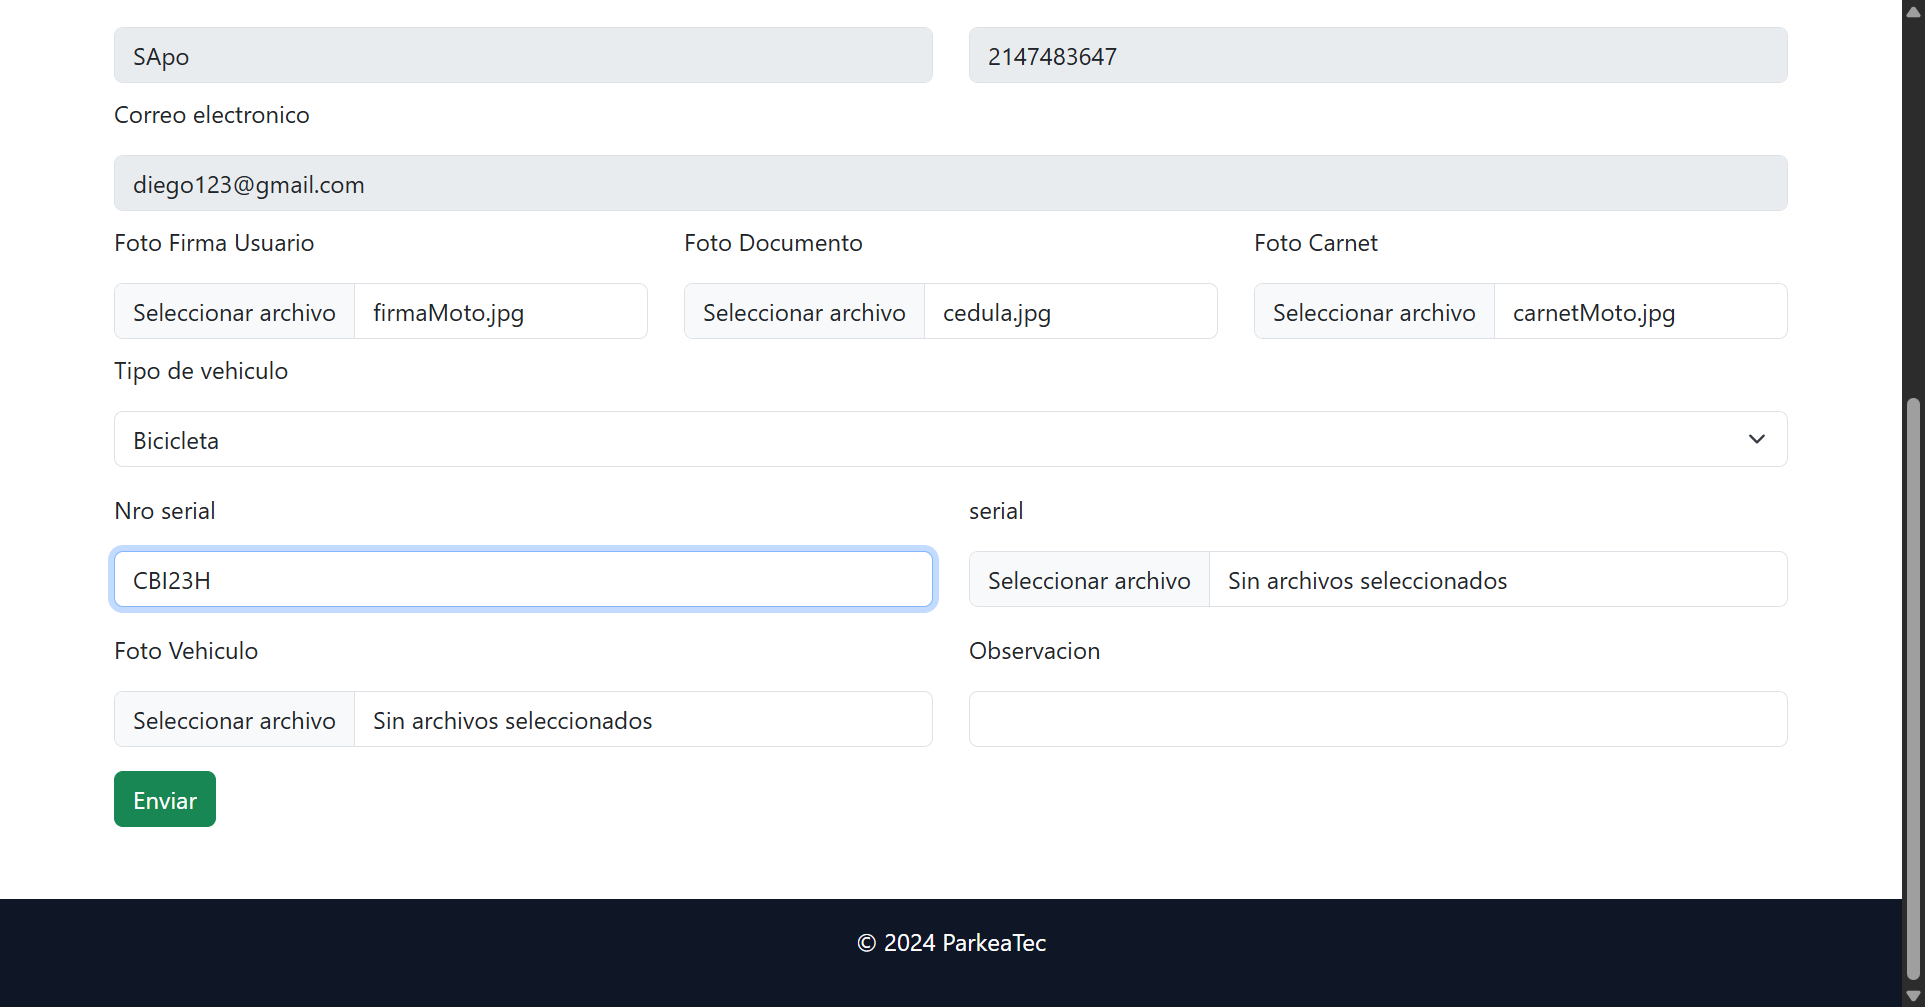 SApo 2147483647
Correo electronico
diego123@gmail.com
Foto Firma Usuario Foto Documento Foto Carnet
Seleccionar archivo firmaMoto.jpg Seleccionar archivo cedula.jpg Seleccionar archivo carnetMoto.jpg
Tipo de vehiculo
Bicicleta
Nro serial serial
CBI23H Seleccionar archivo Sin archivos seleccionados
Foto Vehiculo Observacion
Seleccionar archivo Sin archivos seleccionados
Enviar
© 2024 ParkeaTec